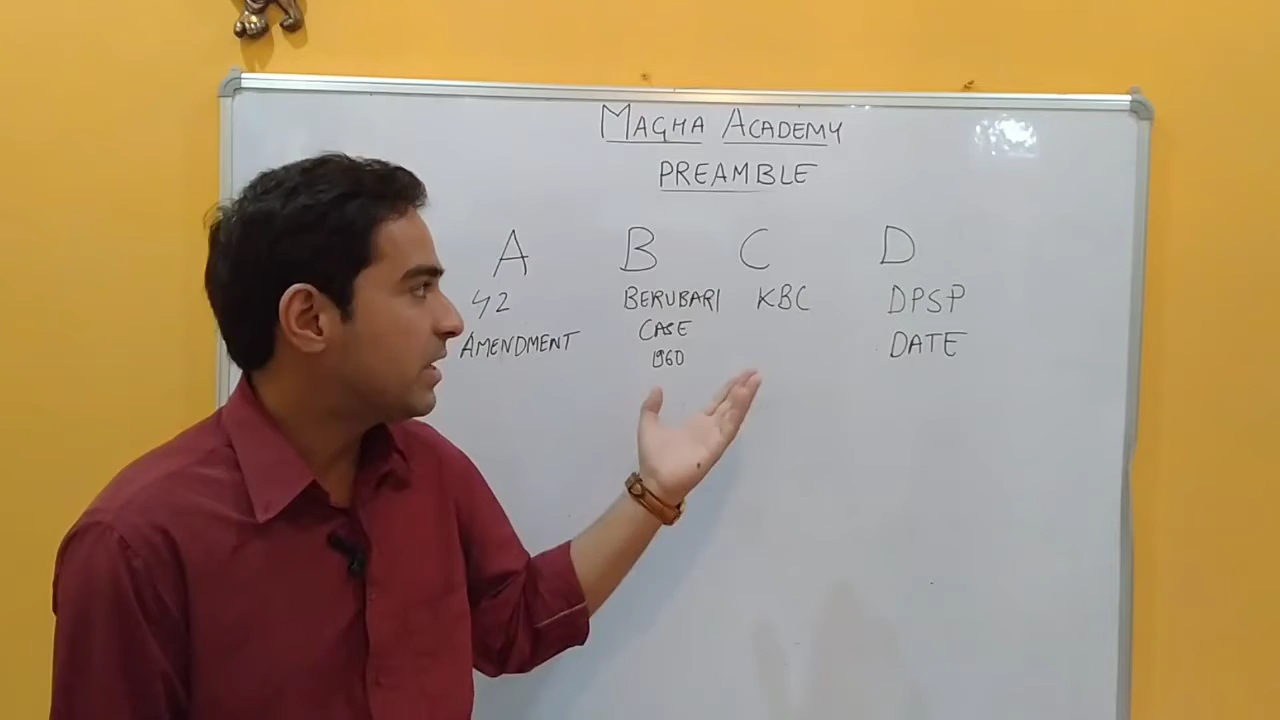 MAGHA ACADEMY
PREAMBLE
A B C D
42 BERUBARI KBC DPSP
AMENDMENT CASE DATE
1960